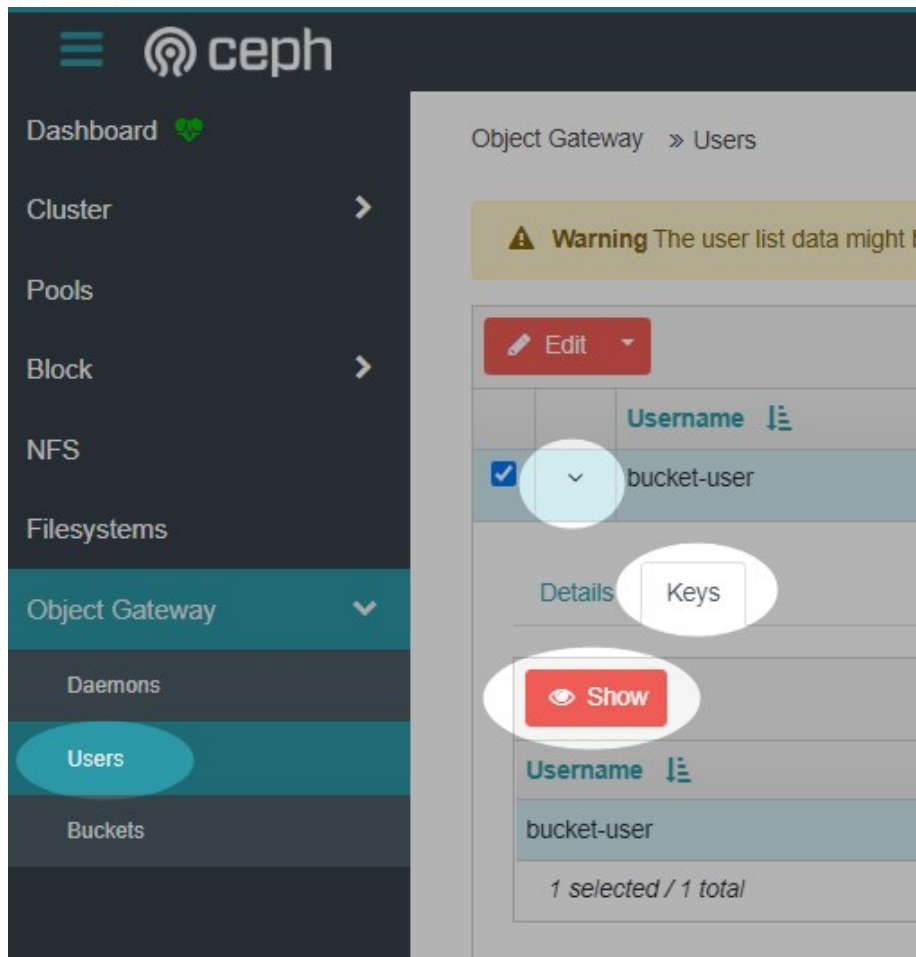 ceph
Dashboard
Cluster
Pools
Block
NFS
Filesystems
Object Gateway
Daemons
Users
Buckets
Object Gateway » Users
Warning The user list data might
Edit
Username
bucket-user
Details Keys
Show
Username
bucket-user
1 selected / 1 total